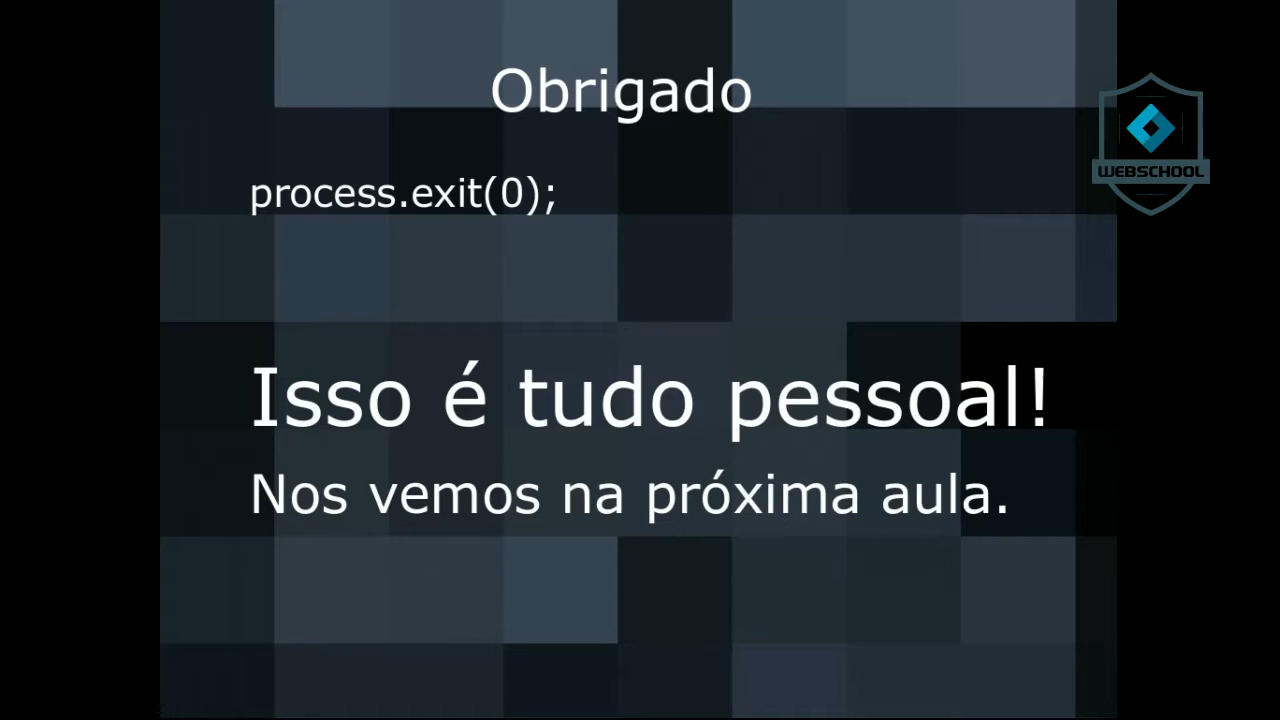 Obrigado
process.exit(0);
WEBSCHOOL
Isso é tudo pessoal!
Nos vemos na próxima aula.